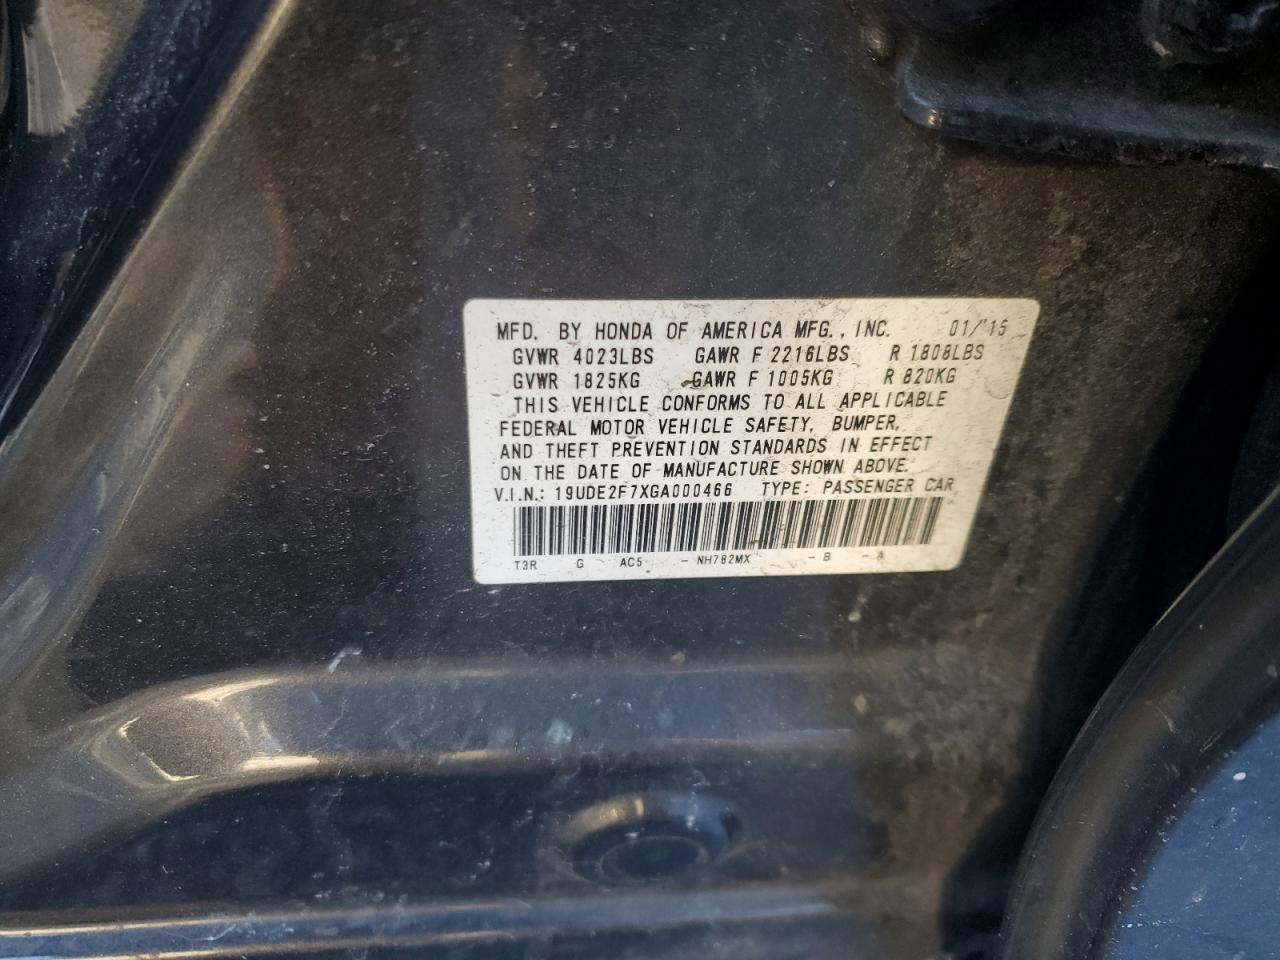 MFD. BY HONDA OF AMERICA MFG., INC. 01/'15
GVWR 4023LBS GAWR F 2216LBS R 1808LBS
GVWR 1825KG GAWR F 1005KG R 820KG
THIS VEHICLE CONFORMS TO ALL APPLICABLE
FEDERAL MOTOR VEHICLE SAFETY, BUMPER,
AND THEFT PREVENTION STANDARDS IN EFFECT
ON THE DATE OF MANUFACTURE SHOWN ABOVE.
V.I.N.: 19UDE2F7XGA000466 TYPE: PASSENGER CAR
T3R G AC5 - NH782MX - B - A